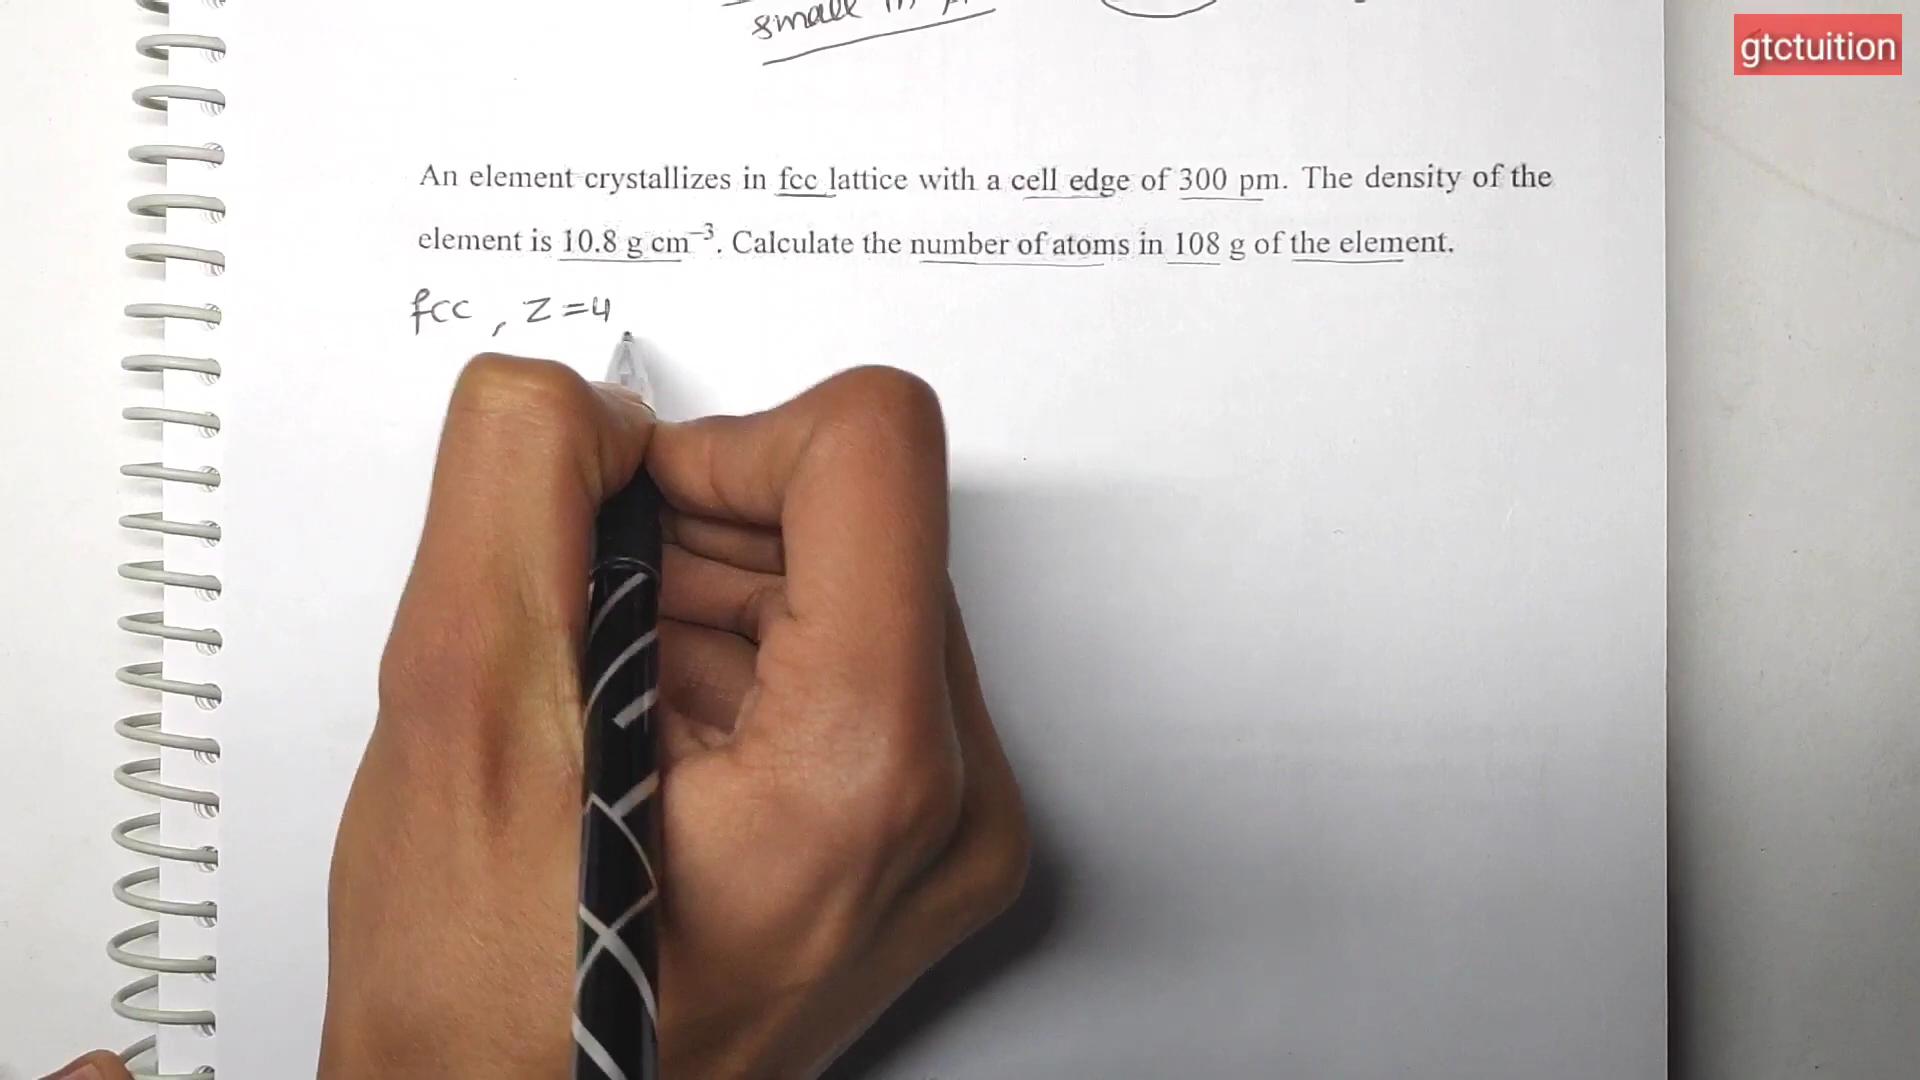 small in
gtctuition
An element crystallizes in fcc lattice with a cell edge of 300 pm. The density of the
element is 10.8 g cm⁻³. Calculate the number of atoms in 108 g of the element.
fcc, z=4